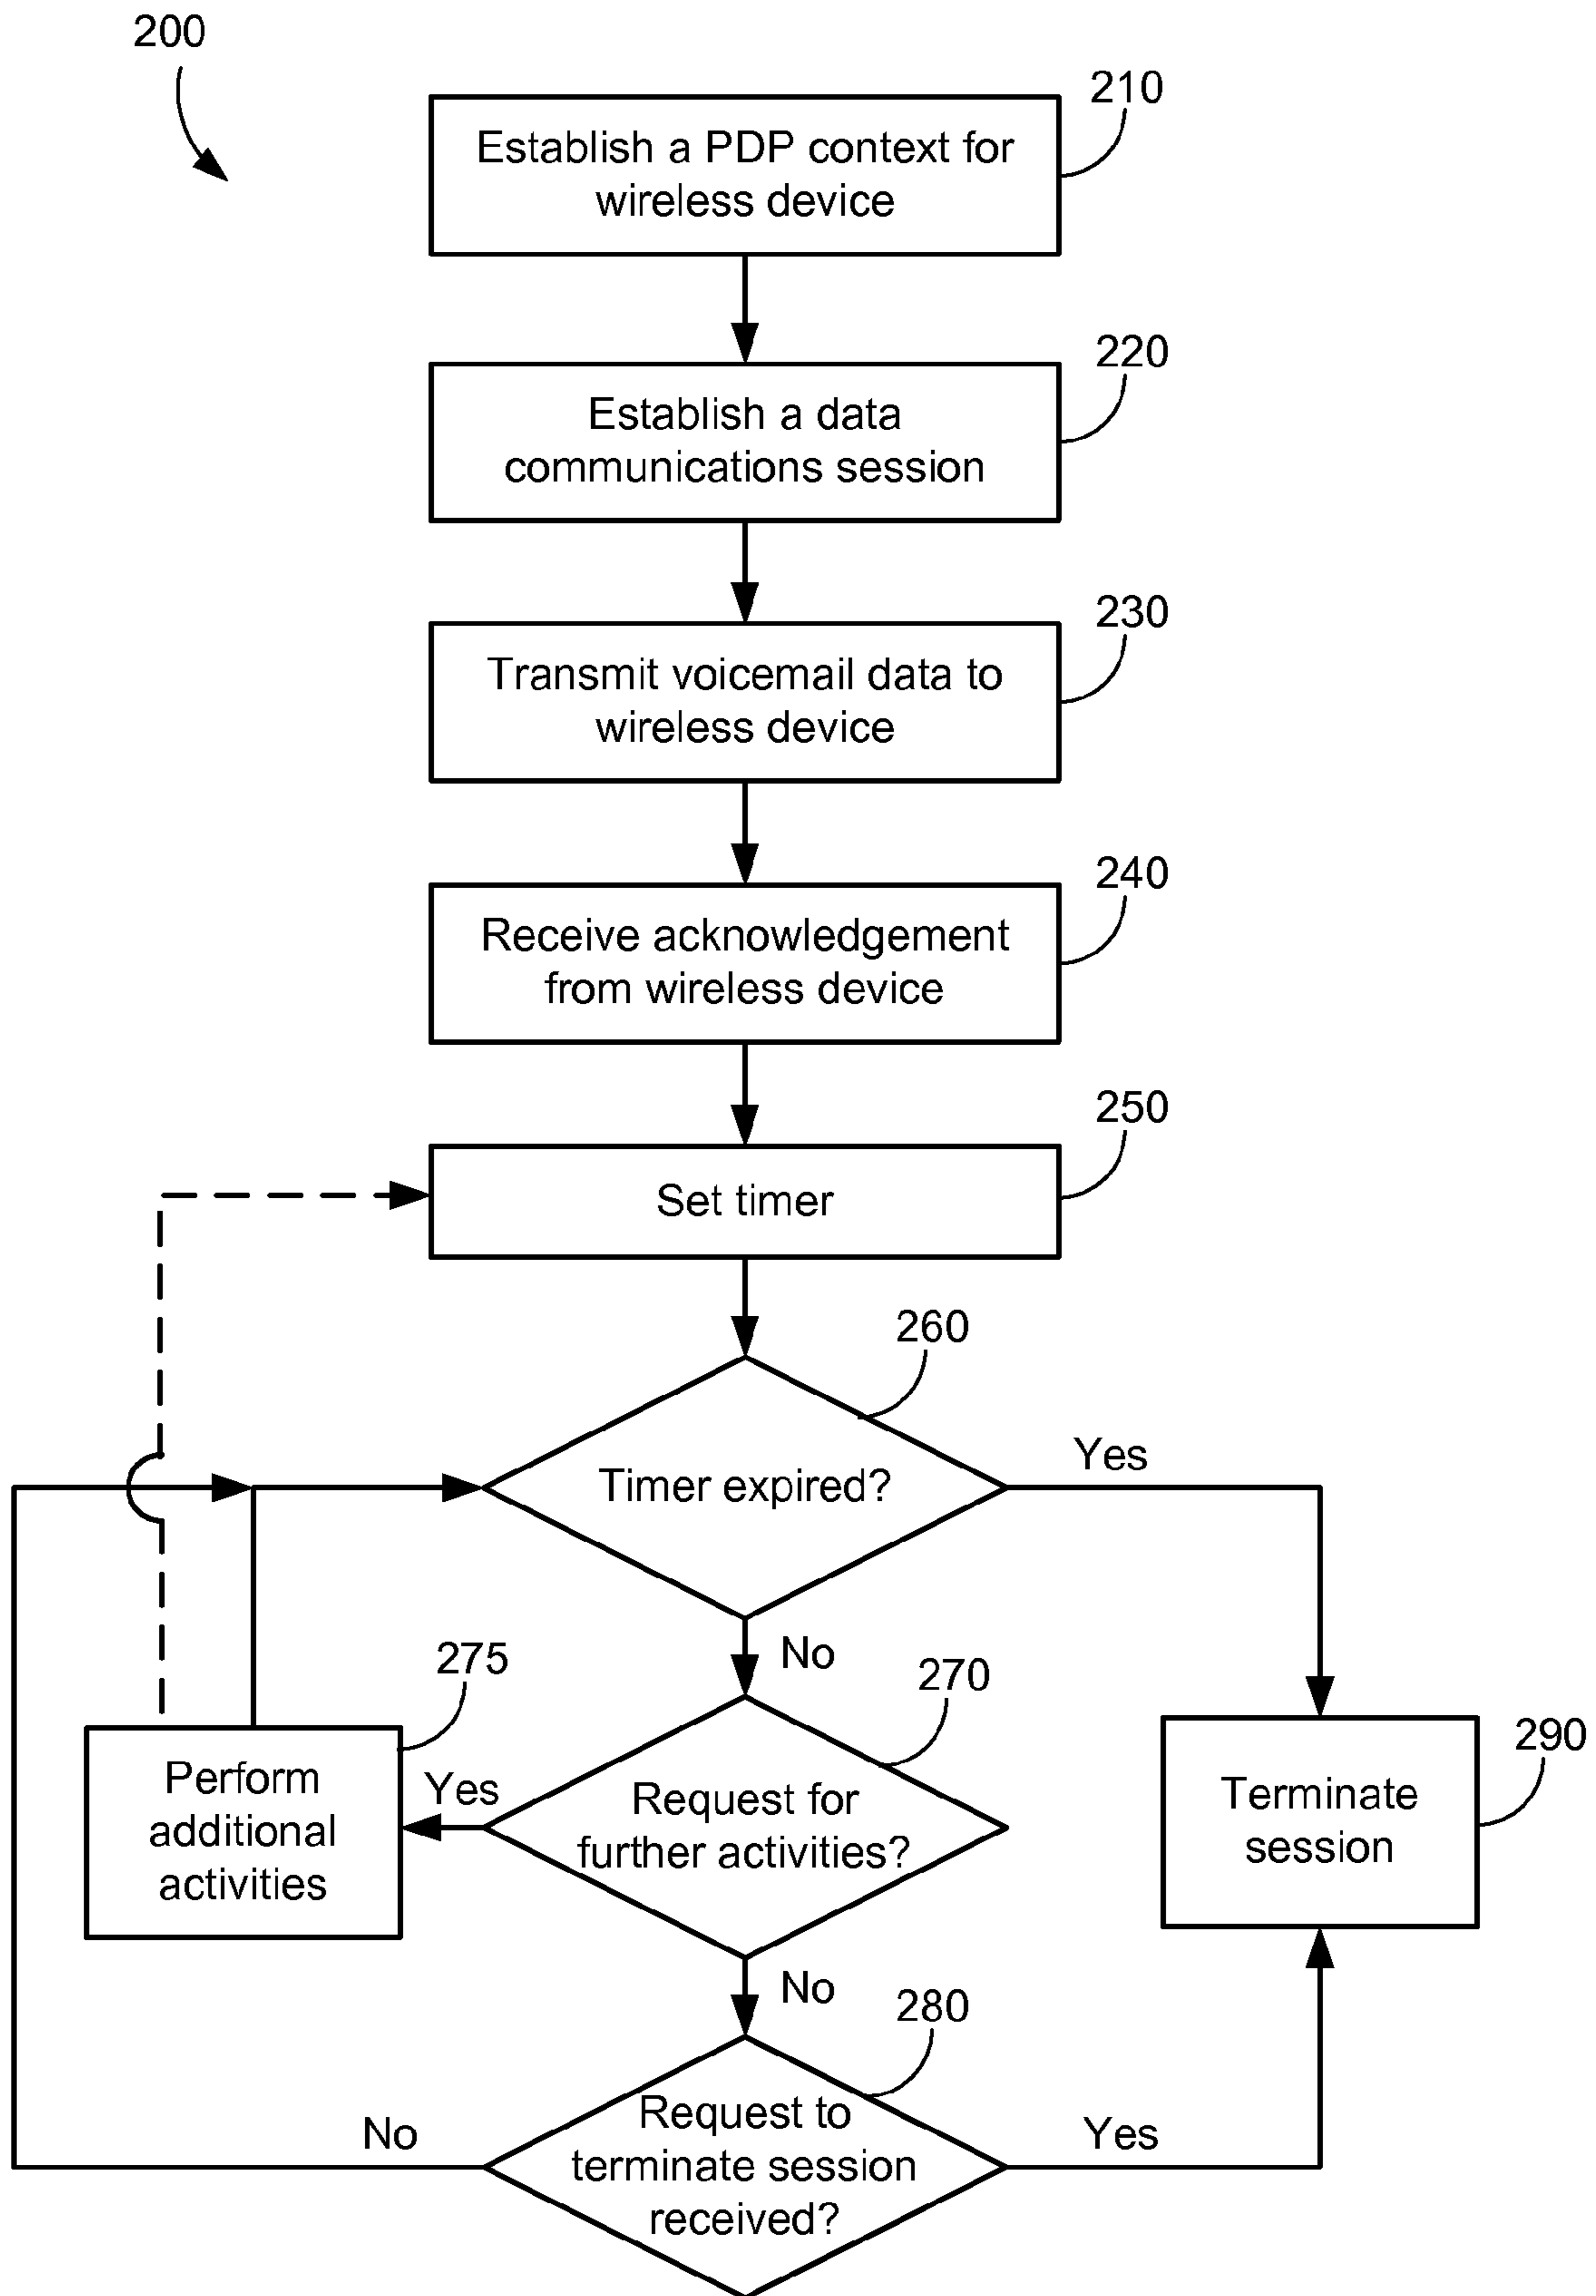 200
210
Establish a PDP context for
wireless device
220
Establish a data
communications session
230
Transmit voicemail data to
wireless device
240
Receive acknowledgement
from wireless device
250
Set timer
260
Timer expired?
Yes
No
275
270
Perform
additional
activities
Yes
Request for
further activities?
290
Terminate
session
No
280
Request to
terminate session
received?
No
Yes